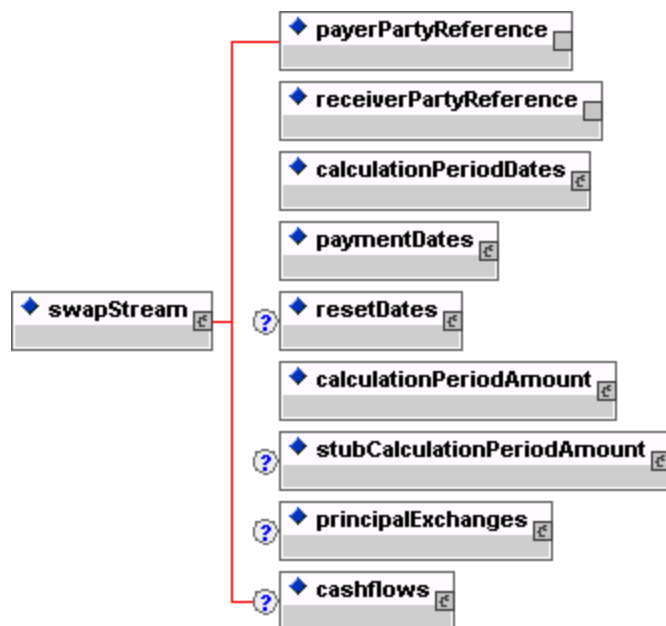 payerPartyReference
receiverPartyReference
calculationPeriodDates
paymentDates
swapStream
? resetDates
calculationPeriodAmount
? stubCalculationPeriodAmount
? principalExchanges
? cashflows